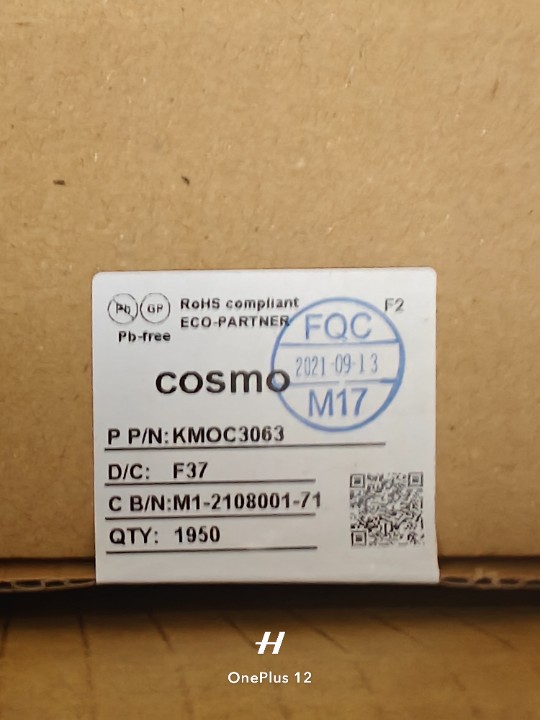 Pb GP RoHS compliant F2
ECO-PARTNER
Pb-free
FQC
2021-09-13
M17
cosmo
P P/N:KMOC3063
D/C: F37
C B/N:M1-2108001-71
QTY: 1950
OnePlus 12